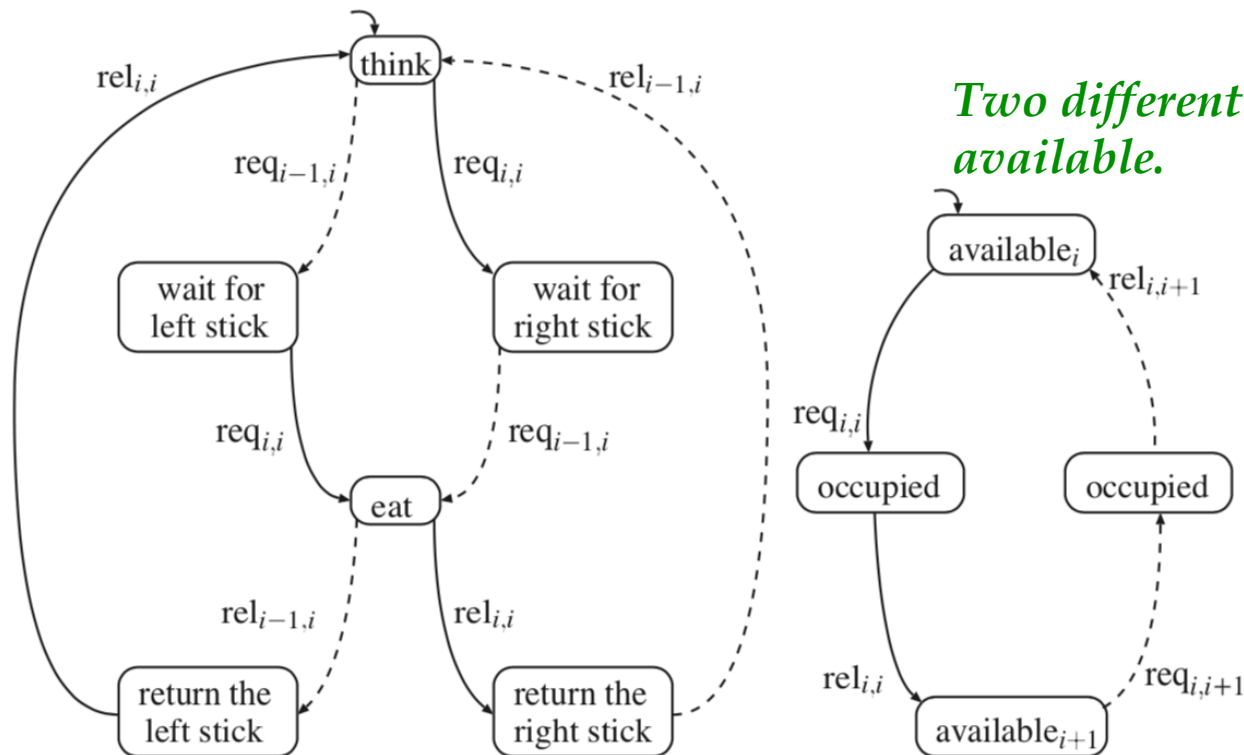 think
rel_{i,i}
rel_{i−1,i}
Two different
available.
req_{i−1,i}
req_{i,i}
available_i
rel_{i,i+1}
wait for
left stick
wait for
right stick
req_{i,i}
req_{i,i}
req_{i−1,i}
occupied
occupied
eat
rel_{i−1,i}
rel_{i,i}
rel_{i,i}
req_{i,i+1}
return the
left stick
return the
right stick
available_{i+1}